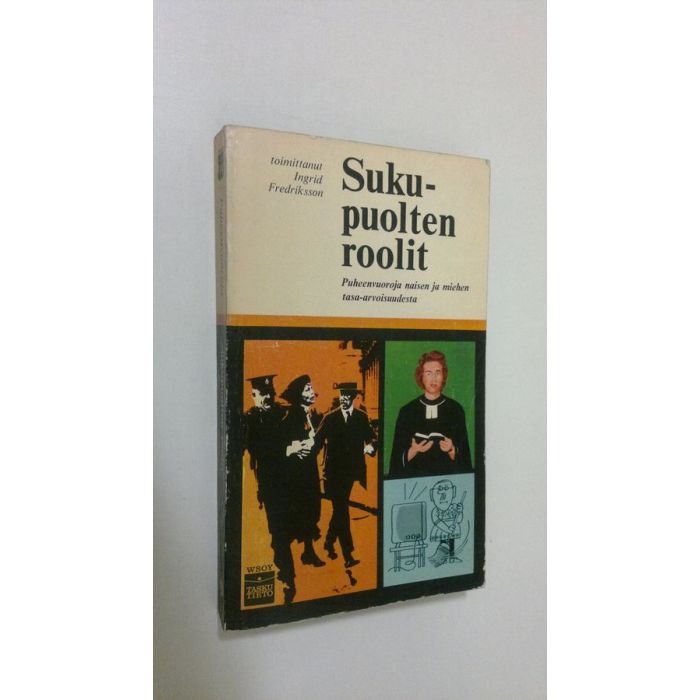 toimittanut
Ingrid
Fredriksson
Suku-
puolten
roolit
Puheenvuoroja naisen ja miehen
tasa-arvoisuudesta
WSOY
TASKU
TIETO